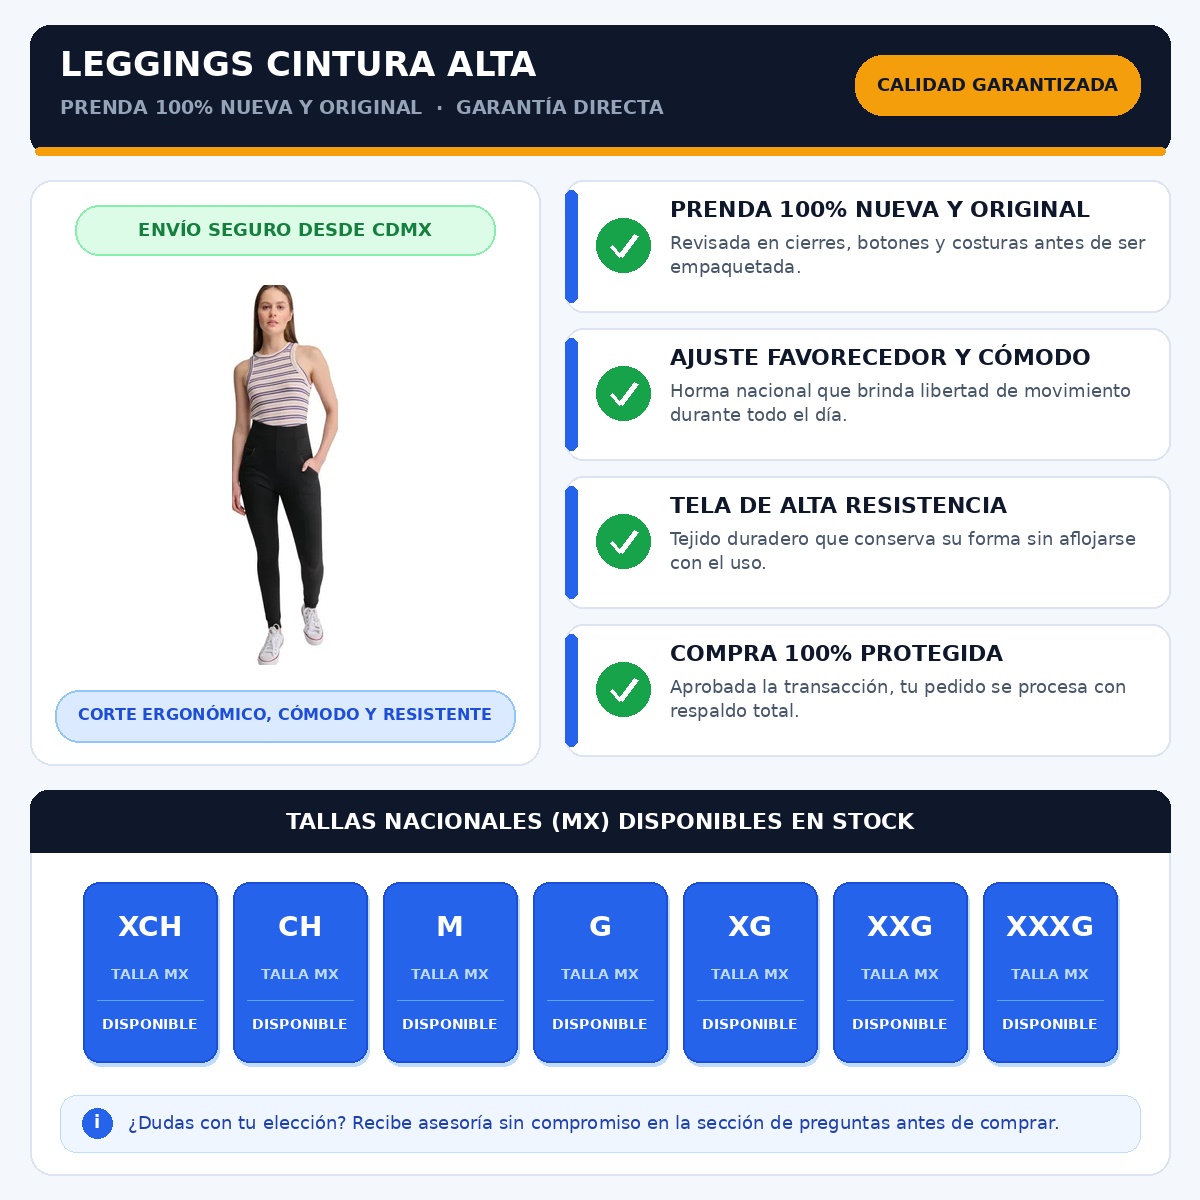 LEGGINGS CINTURA ALTA
PRENDA 100% NUEVA Y ORIGINAL · GARANTÍA DIRECTA
CALIDAD GARANTIZADA
ENVÍO SEGURO DESDE CDMX
CORTE ERGONÓMICO, CÓMODO Y RESISTENTE
PRENDA 100% NUEVA Y ORIGINAL
Revisada en cierres, botones y costuras antes de ser
empaquetada.
AJUSTE FAVORECEDOR Y CÓMODO
Horma nacional que brinda libertad de movimiento
durante todo el día.
TELA DE ALTA RESISTENCIA
Tejido duradero que conserva su forma sin aflojarse
con el uso.
COMPRA 100% PROTEGIDA
Aprobada la transacción, tu pedido se procesa con
respaldo total.
TALLAS NACIONALES (MX) DISPONIBLES EN STOCK
XCH
TALLA MX
DISPONIBLE
CH
TALLA MX
DISPONIBLE
M
TALLA MX
DISPONIBLE
G
TALLA MX
DISPONIBLE
XG
TALLA MX
DISPONIBLE
XXG
TALLA MX
DISPONIBLE
XXXG
TALLA MX
DISPONIBLE
i ¿Dudas con tu elección? Recibe asesoría sin compromiso en la sección de preguntas antes de comprar.